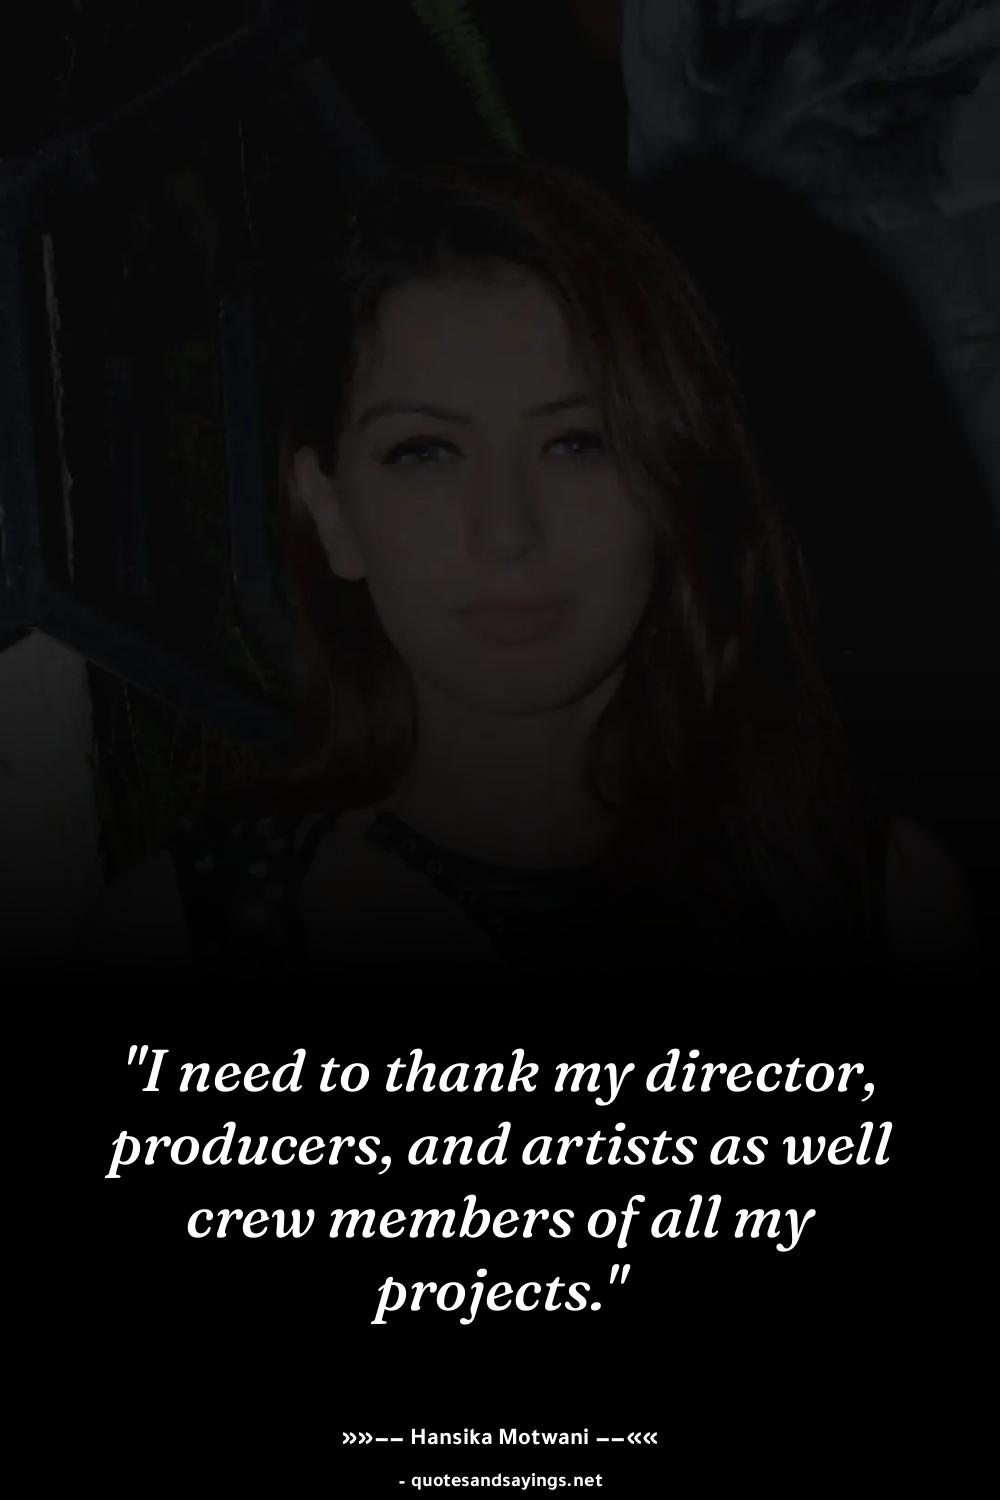 "I need to thank my director,
producers, and artists as well
crew members of all my
projects."
»»−− Hansika Motwani −−««
- quotesandsayings.net